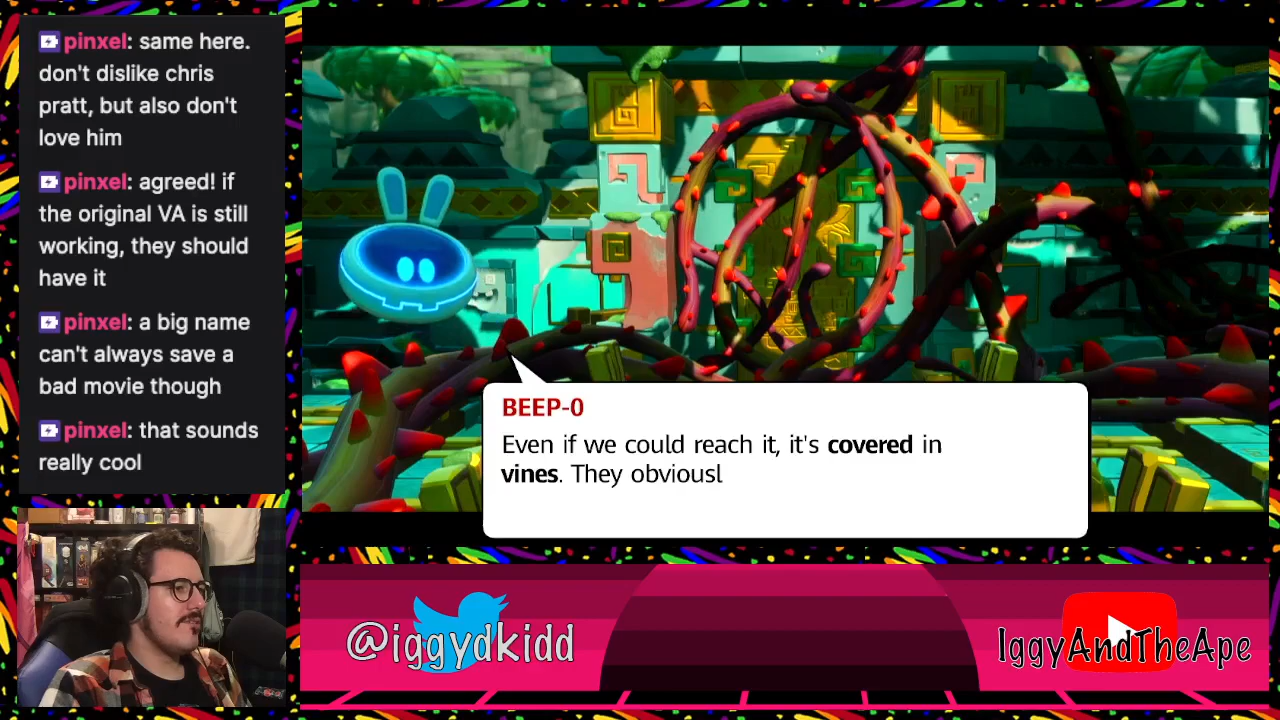 pinxel: same here.
don't dislike chris
pratt, but also don't
love him
pinxel: agreed! if
the original VA is still
working, they should
have it
pinxel: a big name
can't always save a
bad movie though
pinxel: that sounds
really cool
BEEP-0
Even if we could reach it, it's covered in
vines. They obviousl
@iggydkidd
IggyAndTheApe